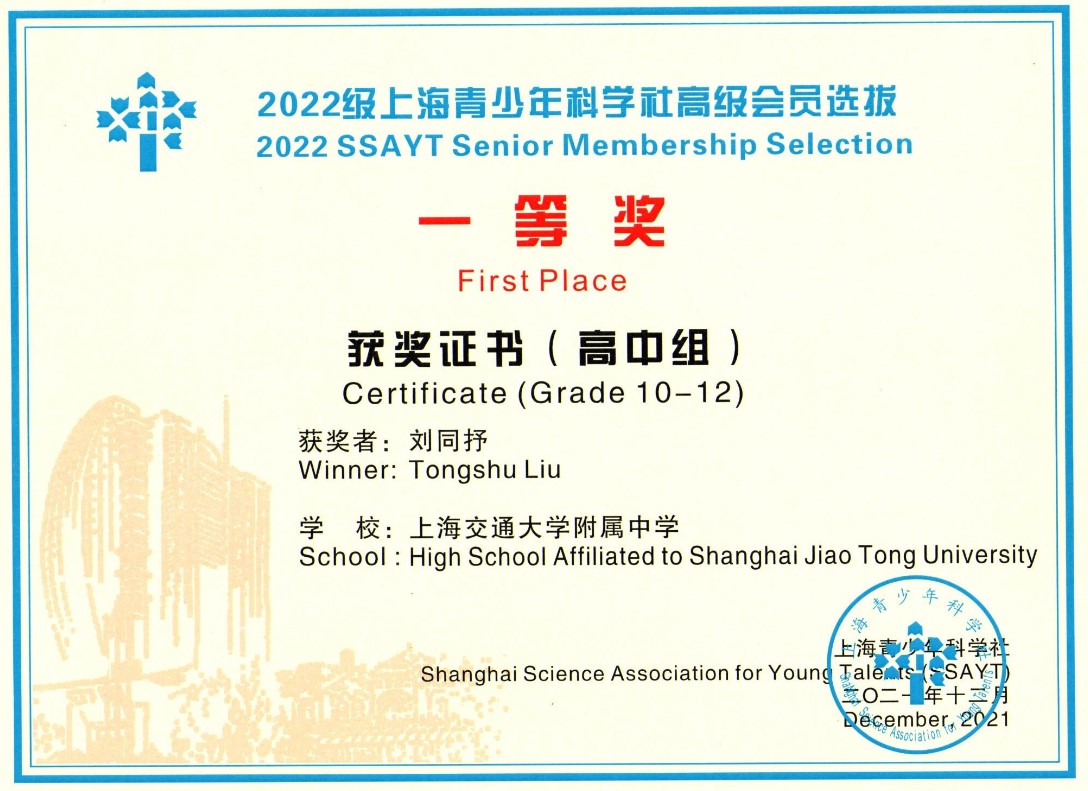 2022级上海青少年科学社高级会员选拔
2022 SSAYT Senior Membership Selection
一等奖
First Place
获奖证书（高中组）
Certificate (Grade 10-12)
获奖者：刘同抒
Winner: Tongshu Liu
学 校：上海交通大学附属中学
School : High School Affiliated to Shanghai Jiao Tong University
上海青少年科学社
Shanghai Science Association for Young Talents (SSAYT)
二〇二一年十二月
December, 2021
上海青少年科学社
Shanghai Science Association for Young Talents